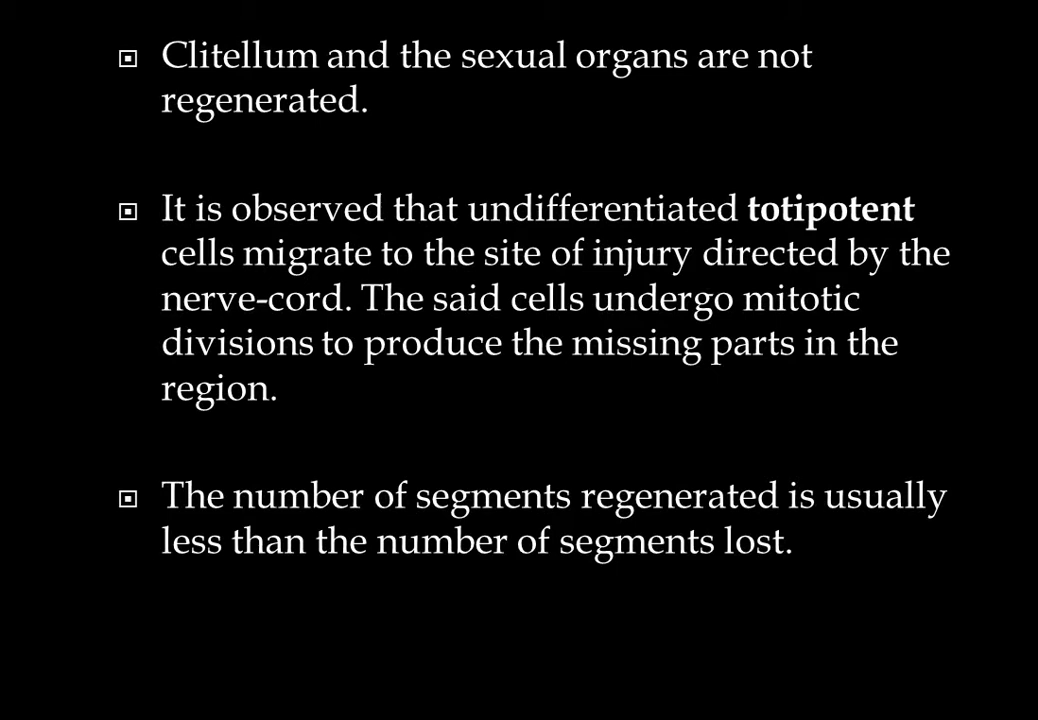 Clitellum and the sexual organs are not
regenerated.
It is observed that undifferentiated totipotent
cells migrate to the site of injury directed by the
nerve-cord. The said cells undergo mitotic
divisions to produce the missing parts in the
region.
The number of segments regenerated is usually
less than the number of segments lost.